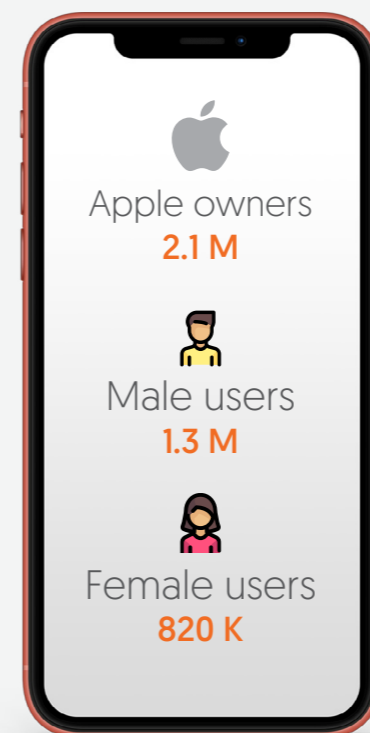 Apple owners
2.1 M
Male users
1.3 M
Female users
820 K